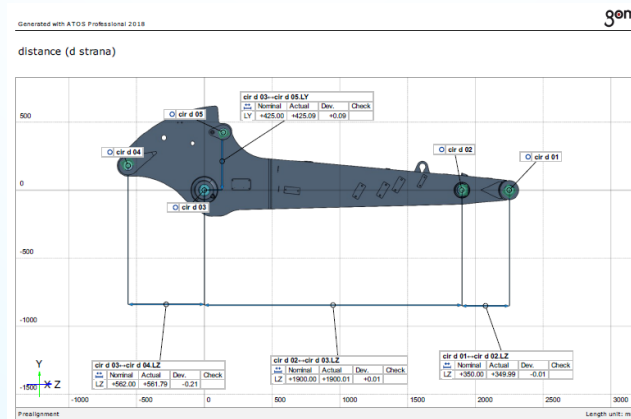 Generated with ATOS Professional 2018
gom
distance (d strana)
500
0
-500
-1000
-1500
-1000
-500
0
500
1000
1500
2000
2500
3000
cir d 03↔cir d 05.LY
Nominal Actual Dev. Check
LY +425.00 +425.09 +0.09
cir d 05
cir d 04
cir d 03
cir d 02
cir d 01
cir d 03↔cir d 04.LZ
Nominal Actual Dev. Check
LZ +562.00 +561.79 -0.21
cir d 02↔cir d 03.LZ
Nominal Actual Dev. Check
LZ +1900.00 +1900.01 +0.01
cir d 01↔cir d 02.LZ
Nominal Actual Dev. Check
LZ +350.00 +349.99 -0.01
Y
X Z
Prealignment
Length unit: m